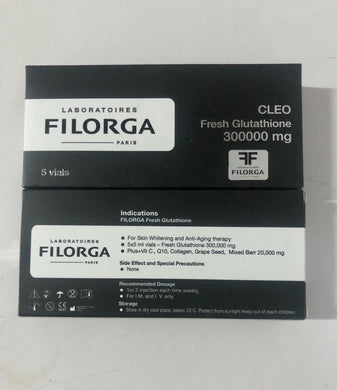 LABORATOIRES
FILORGA
PARIS
5 vials
CLEO
Fresh Glutathione
300000 mg
FILORGA
Indications
FILORGA Fresh Glutathione
For Skin Whitening and Anti-Aging therapy
5x5 ml vials – Fresh Glutathione 300,000 mg
Plus+Vit C., Q10, Collagen, Grape Seed, Mixed Berr 20,000 mg
Side Effect and Special Precautions
None
LABORATOIRES
FILORGA
PARIS
Recommended Dosage
1or 2 injection each time weekly.
For I.M. and I. V. only
Storage
Store in dry cool place, below 25°C. Protect from sunlight Keep out of reach of children.